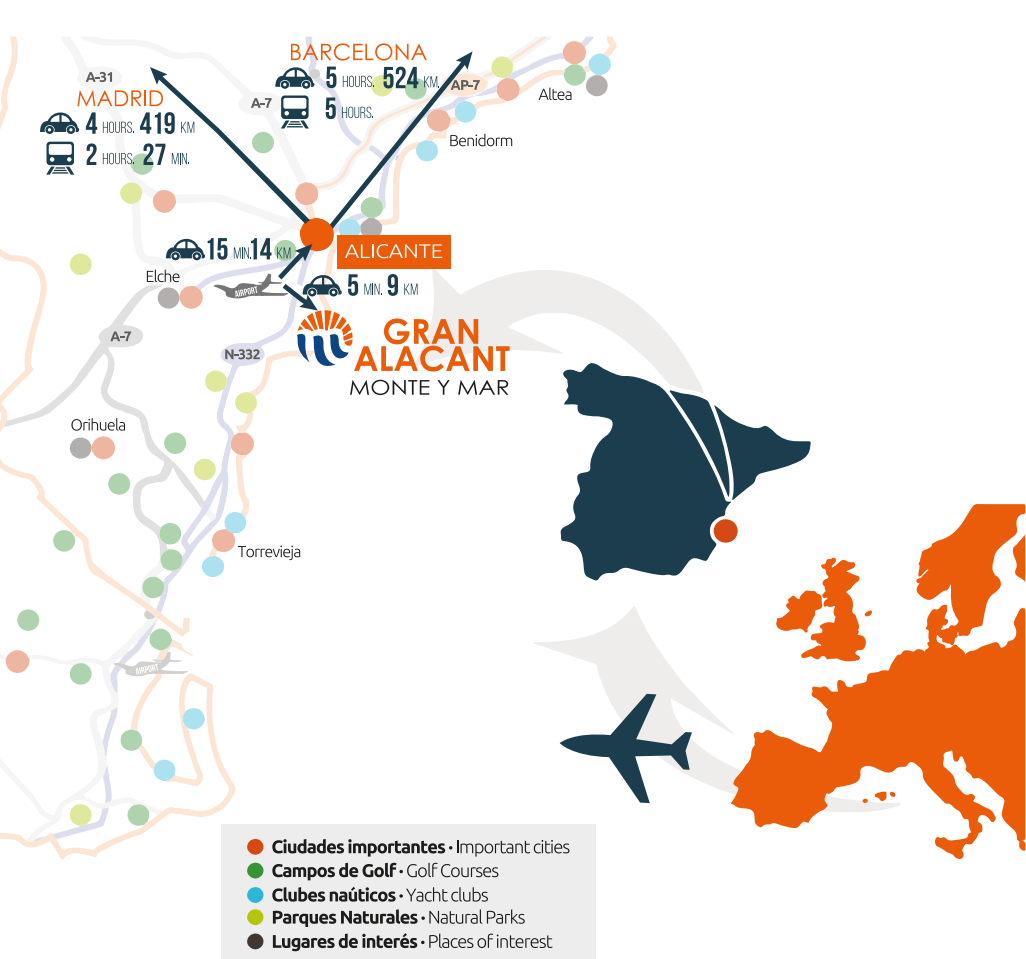 BARCELONA
5 HOURS. 524 KM.
5 HOURS.
A-31
MADRID
4 HOURS. 419 KM
2 HOURS. 27 MIN.
A-7
AP-7
Altea
Benidorm
15 MIN. 14 KM
ALICANTE
Elche
AIRPORT
5 MIN. 9 KM
A-7
N-332
GRAN
ALACANT
MONTE Y MAR
Orihuela
Torrevieja
AIRPORT
Ciudades importantes · Important cities
Campos de Golf · Golf Courses
Clubes naúticos · Yacht clubs
Parques Naturales · Natural Parks
Lugares de interés · Places of interest